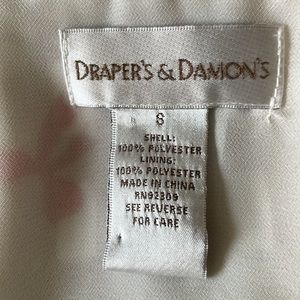 DRAPER'S & DAMON'S
S
SHELL:
100% POLYESTER
LINING:
100% POLYESTER
MADE IN CHINA
RN92309
SEE REVERSE
FOR CARE